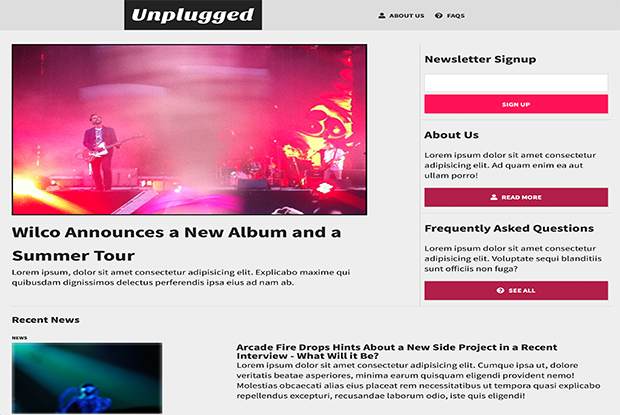 Unplugged
ABOUT US
FAQS
Wilco Announces a New Album and a
Summer Tour
Lorem ipsum, dolor sit amet consectetur adipisicing elit. Explicabo maxime qui
quibusdam dignissimos delectus perferendis ipsa eius ad nam ab.
Newsletter Signup
SIGN UP
About Us
Lorem ipsum dolor sit amet consectetur
adipisicing elit. Ad quam enim ea aut
ullam porro!
READ MORE
Frequently Asked Questions
Lorem ipsum dolor sit amet consectetur
adipisicing elit. Voluptate sequi blanditiis
sunt officiis non fuga?
SEE ALL
Recent News
NEWS
Arcade Fire Drops Hints About a New Side Project in a Recent
Interview - What Will it Be?
Lorem ipsum dolor sit amet consectetur adipisicing elit. Cumque ipsa ut, dolore
veritatis beatae asperiores, minima earum quisquam eligendi provident nemo!
Molestias obcaecati alias eius placeat rem necessitatibus ut tempora quasi explicabo
repellendus excepturi, recusandae laborum odio, iste quis eligendi!